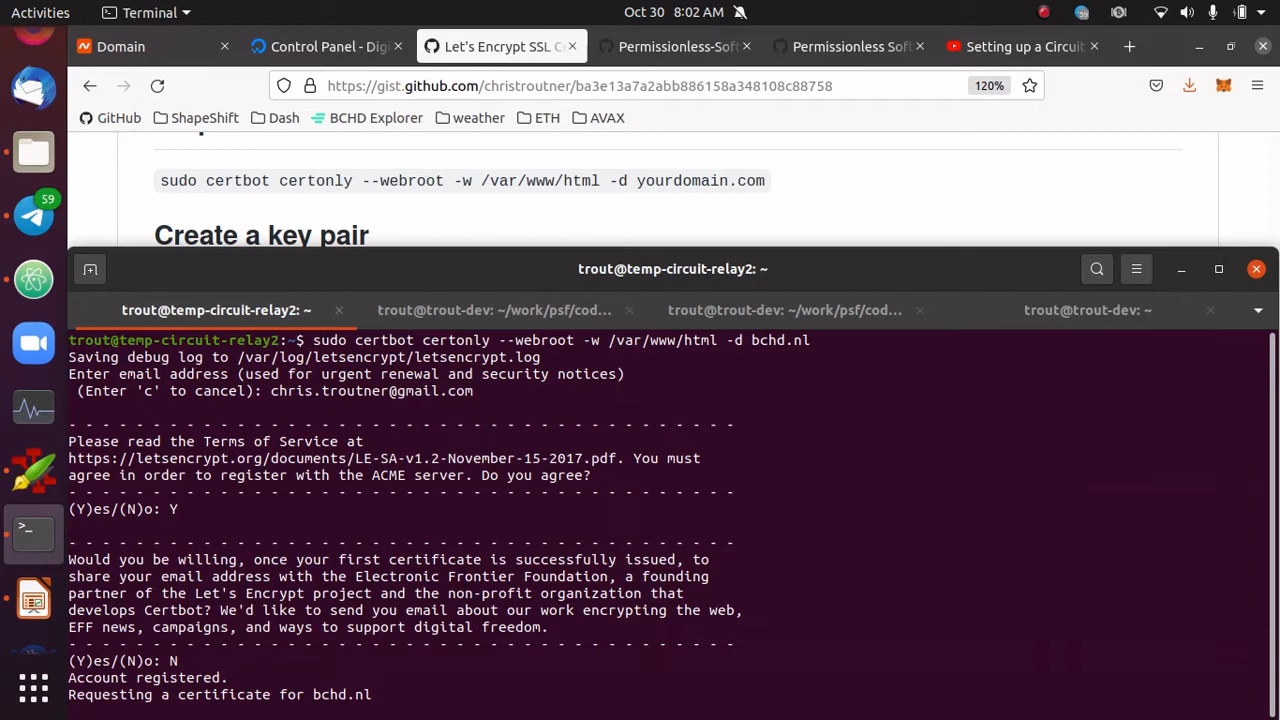 Activities
Terminal
Oct 30 8:02 AM
Domain
Control Panel - Digi
Let's Encrypt SSL C
Permissionless-Soft
Permissionless Soft
Setting up a Circuit
https://gist.github.com/christroutner/ba3e13a7a2abb886158a348108c88758
120%
GitHub
ShapeShift
Dash
BCHD Explorer
weather
ETH
AVAX
sudo certbot certonly --webroot -w /var/www/html -d yourdomain.com
Create a key pair
59
trout@temp-circuit-relay2: ~
trout@temp-circuit-relay2: ~
trout@trout-dev: ~/work/psf/cod...
trout@trout-dev: ~/work/psf/cod...
trout@trout-dev: ~
trout@temp-circuit-relay2:~$ sudo certbot certonly --webroot -w /var/www/html -d bchd.nl
Saving debug log to /var/log/letsencrypt/letsencrypt.log
Enter email address (used for urgent renewal and security notices)
(Enter 'c' to cancel): chris.troutner@gmail.com
- - - - - - - - - - - - - - - - - - - - - - - - - - - - - - - - - - - - - - - -
Please read the Terms of Service at
https://letsencrypt.org/documents/LE-SA-v1.2-November-15-2017.pdf. You must
agree in order to register with the ACME server. Do you agree?
- - - - - - - - - - - - - - - - - - - - - - - - - - - - - - - - - - - - - - - -
(Y)es/(N)o: Y
- - - - - - - - - - - - - - - - - - - - - - - - - - - - - - - - - - - - - - - -
Would you be willing, once your first certificate is successfully issued, to
share your email address with the Electronic Frontier Foundation, a founding
partner of the Let's Encrypt project and the non-profit organization that
develops Certbot? We'd like to send you email about our work encrypting the web,
EFF news, campaigns, and ways to support digital freedom.
- - - - - - - - - - - - - - - - - - - - - - - - - - - - - - - - - - - - - - - -
(Y)es/(N)o: N
Account registered.
Requesting a certificate for bchd.nl